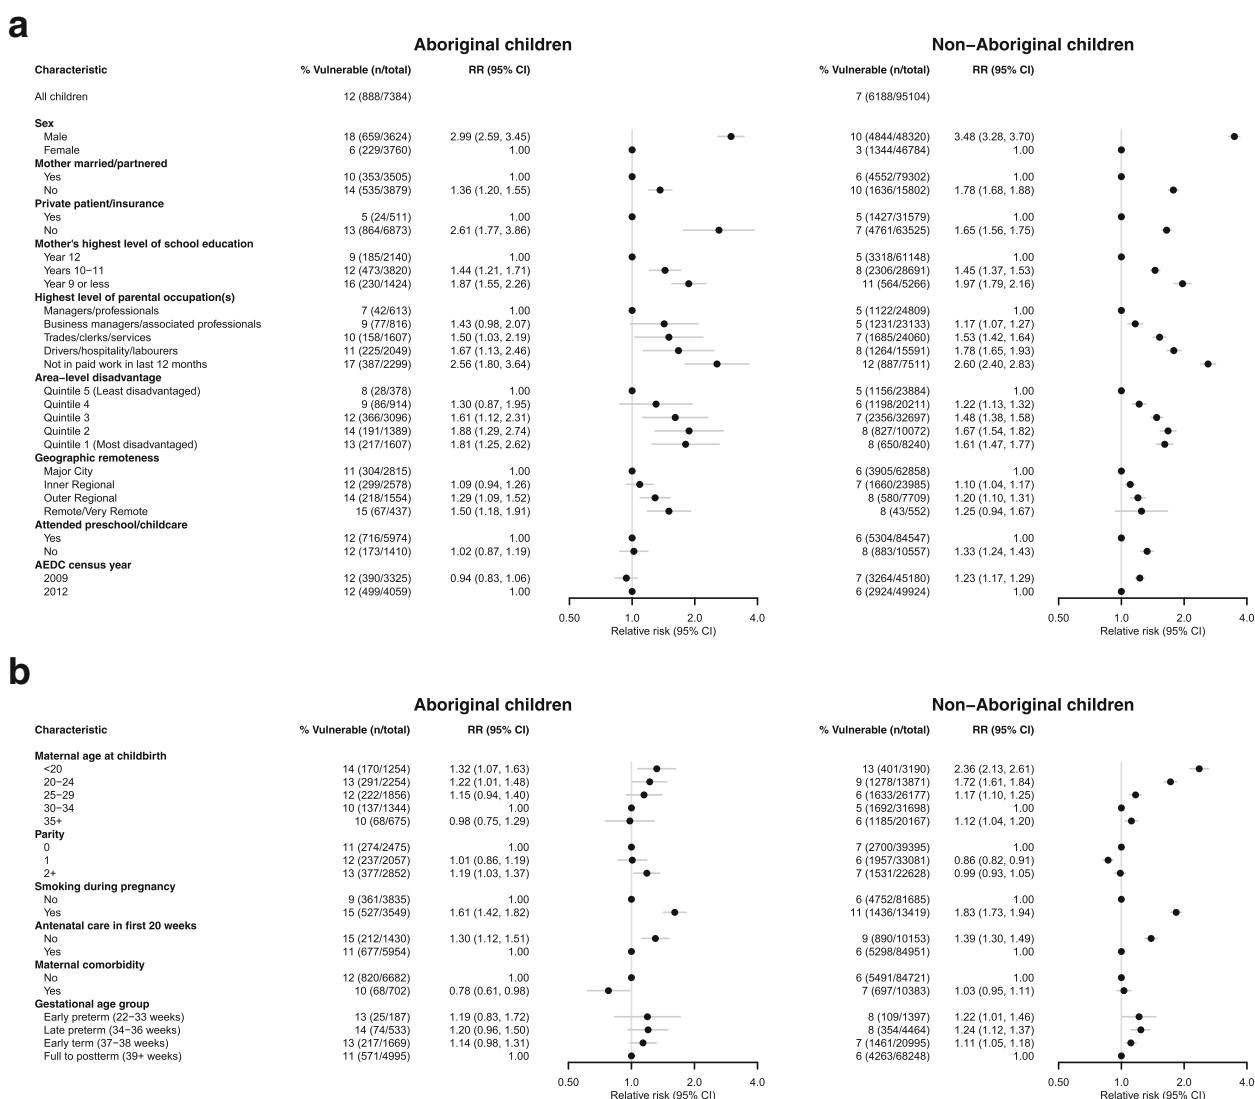 a
Aboriginal children Non−Aboriginal children
Characteristic % Vulnerable (n/total) RR (95% CI) % Vulnerable (n/total) RR (95% CI)
All children 12 (888/7384) 7 (6188/95104)
Sex
Male 18 (659/3624) 2.99 (2.59, 3.45) 10 (4844/48320) 3.48 (3.28, 3.70)
Female 6 (229/3760) 1.00 3 (1344/46784) 1.00
Mother married/partnered
Yes 10 (353/3505) 1.00 6 (4552/79302) 1.00
No 14 (535/3879) 1.36 (1.20, 1.55) 10 (1636/15802) 1.78 (1.68, 1.88)
Private patient/insurance
Yes 5 (24/511) 1.00 5 (1427/31579) 1.00
No 13 (864/6873) 2.61 (1.77, 3.86) 7 (4761/63525) 1.65 (1.56, 1.75)
Mother's highest level of school education
Year 12 9 (185/2140) 1.00 5 (3318/61148) 1.00
Years 10−11 12 (473/3820) 1.44 (1.21, 1.71) 8 (2306/28691) 1.45 (1.37, 1.53)
Year 9 or less 16 (230/1424) 1.87 (1.55, 2.26) 11 (564/5266) 1.97 (1.79, 2.16)
Highest level of parental occupation(s)
Managers/professionals 7 (42/613) 1.00 5 (1122/24809) 1.00
Business managers/associated professionals 9 (77/816) 1.43 (0.98, 2.07) 5 (1231/23133) 1.17 (1.07, 1.27)
Trades/clerks/services 10 (158/1607) 1.50 (1.03, 2.19) 7 (1685/24060) 1.53 (1.42, 1.64)
Drivers/hospitality/labourers 11 (225/2049) 1.67 (1.13, 2.46) 8 (1264/15591) 1.78 (1.65, 1.93)
Not in paid work in last 12 months 17 (387/2299) 2.56 (1.80, 3.64) 12 (887/7511) 2.60 (2.40, 2.83)
Area−level disadvantage
Quintile 5 (Least disadvantaged) 8 (28/378) 1.00 5 (1156/23884) 1.00
Quintile 4 9 (86/914) 1.30 (0.87, 1.95) 6 (1198/20211) 1.22 (1.13, 1.32)
Quintile 3 12 (366/3096) 1.61 (1.12, 2.31) 7 (2356/32697) 1.48 (1.38, 1.58)
Quintile 2 14 (191/1389) 1.88 (1.29, 2.74) 8 (827/10072) 1.67 (1.54, 1.82)
Quintile 1 (Most disadvantaged) 13 (217/1607) 1.81 (1.25, 2.62) 8 (650/8240) 1.61 (1.47, 1.77)
Geographic remoteness
Major City 11 (304/2815) 1.00 6 (3905/62858) 1.00
Inner Regional 12 (299/2578) 1.09 (0.94, 1.26) 7 (1660/23985) 1.10 (1.04, 1.17)
Outer Regional 14 (218/1554) 1.29 (1.09, 1.52) 8 (580/7709) 1.20 (1.10, 1.31)
Remote/Very Remote 15 (67/437) 1.50 (1.18, 1.91) 8 (43/552) 1.25 (0.94, 1.67)
Attended preschool/childcare
Yes 12 (716/5974) 1.00 6 (5304/84547) 1.00
No 12 (173/1410) 1.02 (0.87, 1.19) 8 (883/10557) 1.33 (1.24, 1.43)
AEDC census year
2009 12 (390/3325) 0.94 (0.83, 1.06) 7 (3264/45180) 1.23 (1.17, 1.29)
2012 12 (499/4059) 1.00 6 (2924/49924) 1.00
0.50 1.0 2.0 4.0 0.50 1.0 2.0 4.0
Relative risk (95% CI) Relative risk (95% CI)
b
Aboriginal children Non−Aboriginal children
Characteristic % Vulnerable (n/total) RR (95% CI) % Vulnerable (n/total) RR (95% CI)
Maternal age at childbirth
<20 14 (170/1254) 1.32 (1.07, 1.63) 13 (401/3190) 2.36 (2.13, 2.61)
20−24 13 (291/2254) 1.22 (1.01, 1.48) 9 (1278/13871) 1.72 (1.61, 1.84)
25−29 12 (222/1856) 1.15 (0.94, 1.40) 6 (1633/26177) 1.17 (1.10, 1.25)
30−34 10 (137/1344) 1.00 5 (1692/31698) 1.00
35+ 10 (68/675) 0.98 (0.75, 1.29) 6 (1185/20167) 1.12 (1.04, 1.20)
Parity
0 11 (274/2475) 1.00 7 (2700/39395) 1.00
1 12 (237/2057) 1.01 (0.86, 1.19) 6 (1957/33081) 0.86 (0.82, 0.91)
2+ 13 (377/2852) 1.19 (1.03, 1.37) 7 (1531/22628) 0.99 (0.93, 1.05)
Smoking during pregnancy
No 9 (361/3835) 1.00 6 (4752/81685) 1.00
Yes 15 (527/3549) 1.61 (1.42, 1.82) 11 (1436/13419) 1.83 (1.73, 1.94)
Antenatal care in first 20 weeks
No 15 (212/1430) 1.30 (1.12, 1.51) 9 (890/10153) 1.39 (1.30, 1.49)
Yes 11 (677/5954) 1.00 6 (5298/84951) 1.00
Maternal comorbidity
No 12 (820/6682) 1.00 6 (5491/84721) 1.00
Yes 10 (68/702) 0.78 (0.61, 0.98) 7 (697/10383) 1.03 (0.95, 1.11)
Gestational age group
Early preterm (22−33 weeks) 13 (25/187) 1.19 (0.83, 1.72) 8 (109/1397) 1.22 (1.01, 1.46)
Late preterm (34−36 weeks) 14 (74/533) 1.20 (0.96, 1.50) 8 (354/4464) 1.24 (1.12, 1.37)
Early term (37−38 weeks) 13 (217/1669) 1.14 (0.98, 1.31) 7 (1461/20995) 1.11 (1.05, 1.18)
Full to postterm (39+ weeks) 11 (571/4995) 1.00 6 (4263/68248) 1.00
0.50 1.0 2.0 4.0 0.50 1.0 2.0 4.0
Relative risk (95% CI) Relative risk (95% CI)